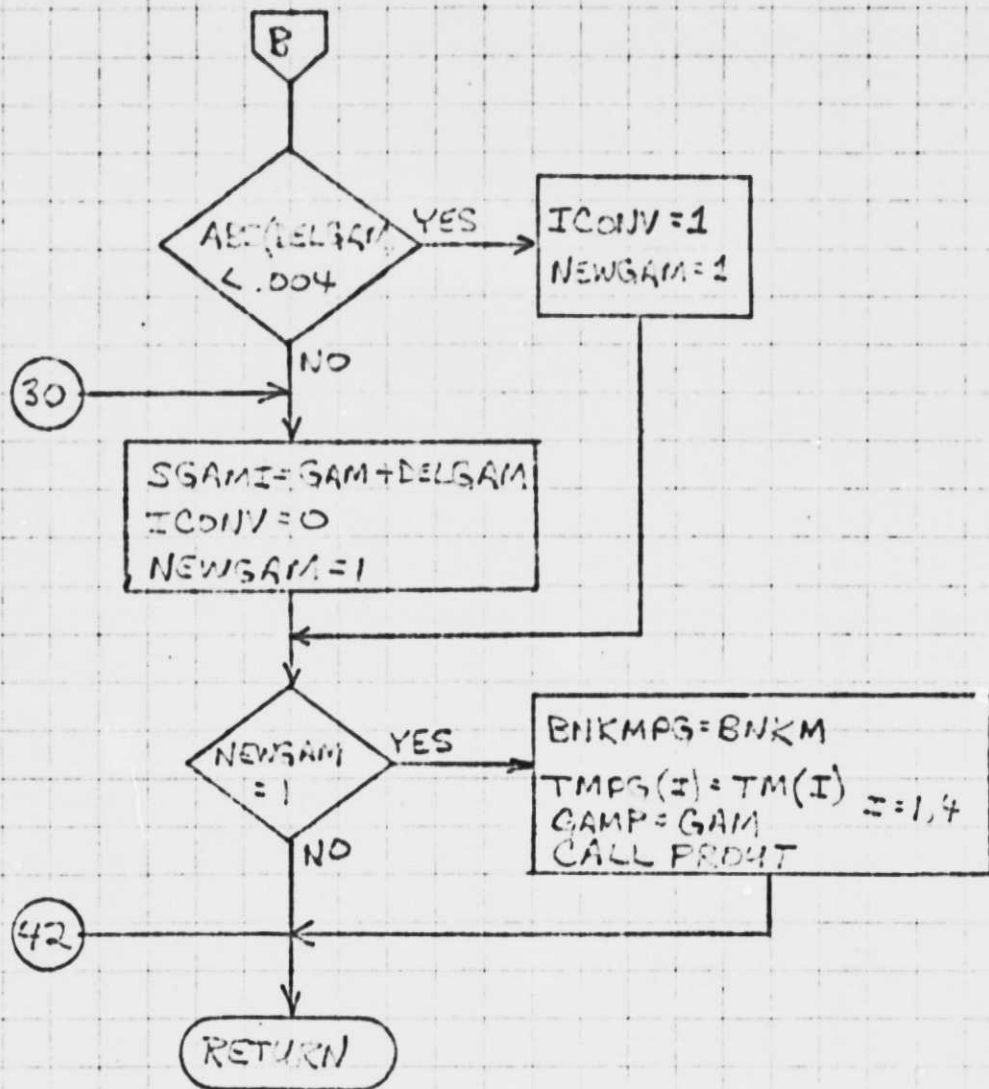 B
ABS(DELGAM)
< .004
YES
ICONV = 1
NEWGAM = 1
NO
30
SGAMI = GAM + DELGAM
ICONV = 0
NEWGAM = 1
NEWGAM
= 1
YES
BNKMPG = BNKM
TMPG(I) = TM(I) I = 1,4
GAMP = GAM
CALL PRO4T
NO
42
RETURN